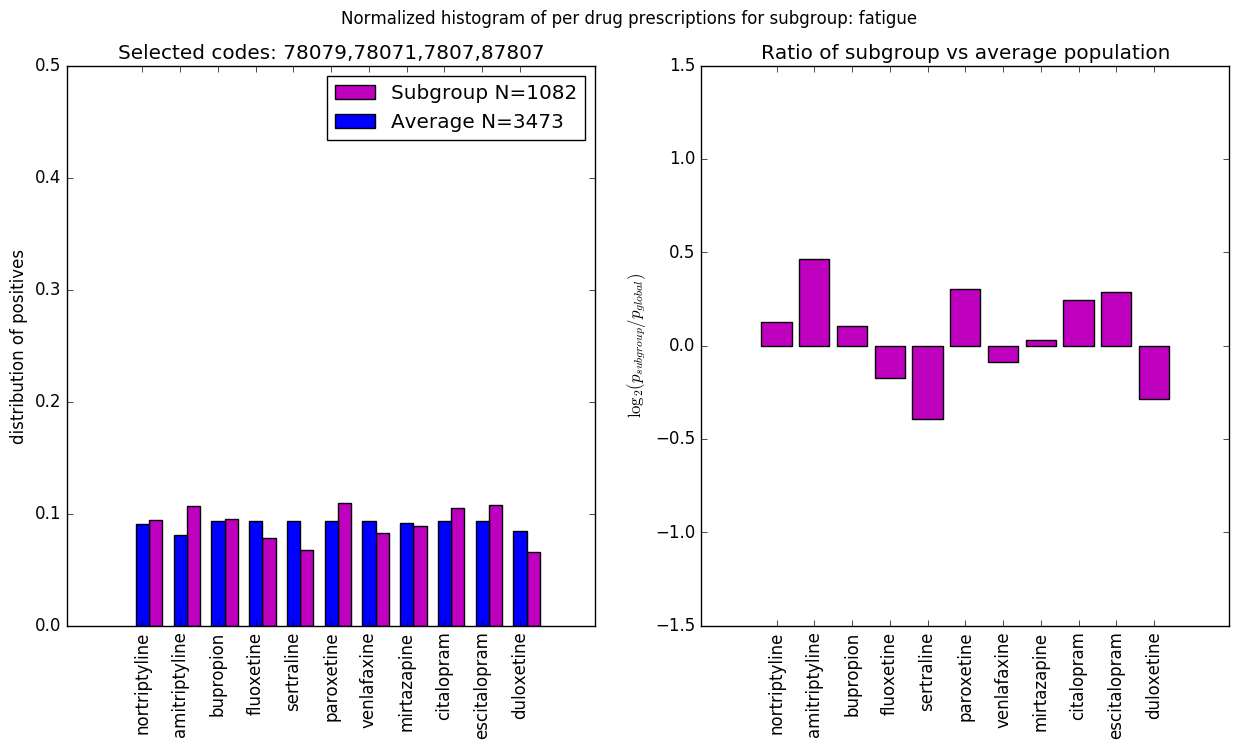 Normalized histogram of per drug prescriptions for subgroup: fatigue
Selected codes: 78079,78071,7807,87807
0.5
0.4
0.3
0.2
0.1
0.0
distribution of positives
Subgroup N=1082
Average N=3473
nortriptyline
amitriptyline
bupropion
fluoxetine
sertraline
paroxetine
venlafaxine
mirtazapine
citalopram
escitalopram
duloxetine
Ratio of subgroup vs average population
1.5
1.0
0.5
0.0
−0.5
−1.0
−1.5
log₂(p_subgroup/p_global)
nortriptyline
amitriptyline
bupropion
fluoxetine
sertraline
paroxetine
venlafaxine
mirtazapine
citalopram
escitalopram
duloxetine